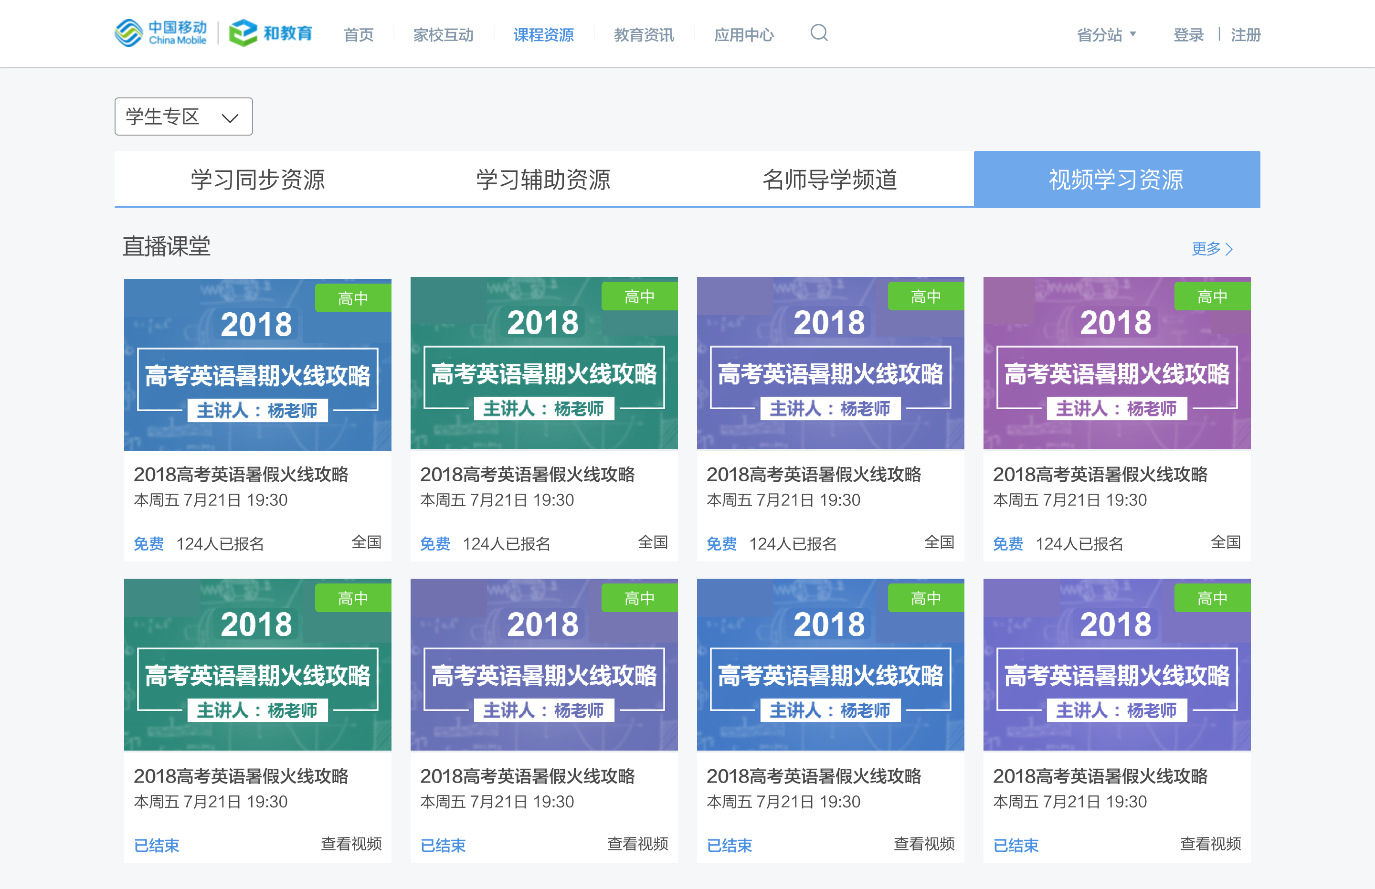 中国移动 China Mobile 和教育 首页 家校互动 课程资源 教育资讯 应用中心 省分站 登录 注册
学生专区
学习同步资源 学习辅助资源 名师导学频道 视频学习资源
直播课堂 更多
高中 高中 高中 高中
2018 2018 2018 2018
高考英语暑期火线攻略 高考英语暑期火线攻略 高考英语暑期火线攻略 高考英语暑期火线攻略
主讲人：杨老师 主讲人：杨老师 主讲人：杨老师 主讲人：杨老师
2018高考英语暑假火线攻略 2018高考英语暑假火线攻略 2018高考英语暑假火线攻略 2018高考英语暑假火线攻略
本周五 7月21日 19:30 本周五 7月21日 19:30 本周五 7月21日 19:30 本周五 7月21日 19:30
免费 124人已报名 全国 免费 124人已报名 全国 免费 124人已报名 全国 免费 124人已报名 全国
高中 高中 高中 高中
2018 2018 2018 2018
高考英语暑期火线攻略 高考英语暑期火线攻略 高考英语暑期火线攻略 高考英语暑期火线攻略
主讲人：杨老师 主讲人：杨老师 主讲人：杨老师 主讲人：杨老师
2018高考英语暑假火线攻略 2018高考英语暑假火线攻略 2018高考英语暑假火线攻略 2018高考英语暑假火线攻略
本周五 7月21日 19:30 本周五 7月21日 19:30 本周五 7月21日 19:30 本周五 7月21日 19:30
已结束 查看视频 已结束 查看视频 已结束 查看视频 已结束 查看视频